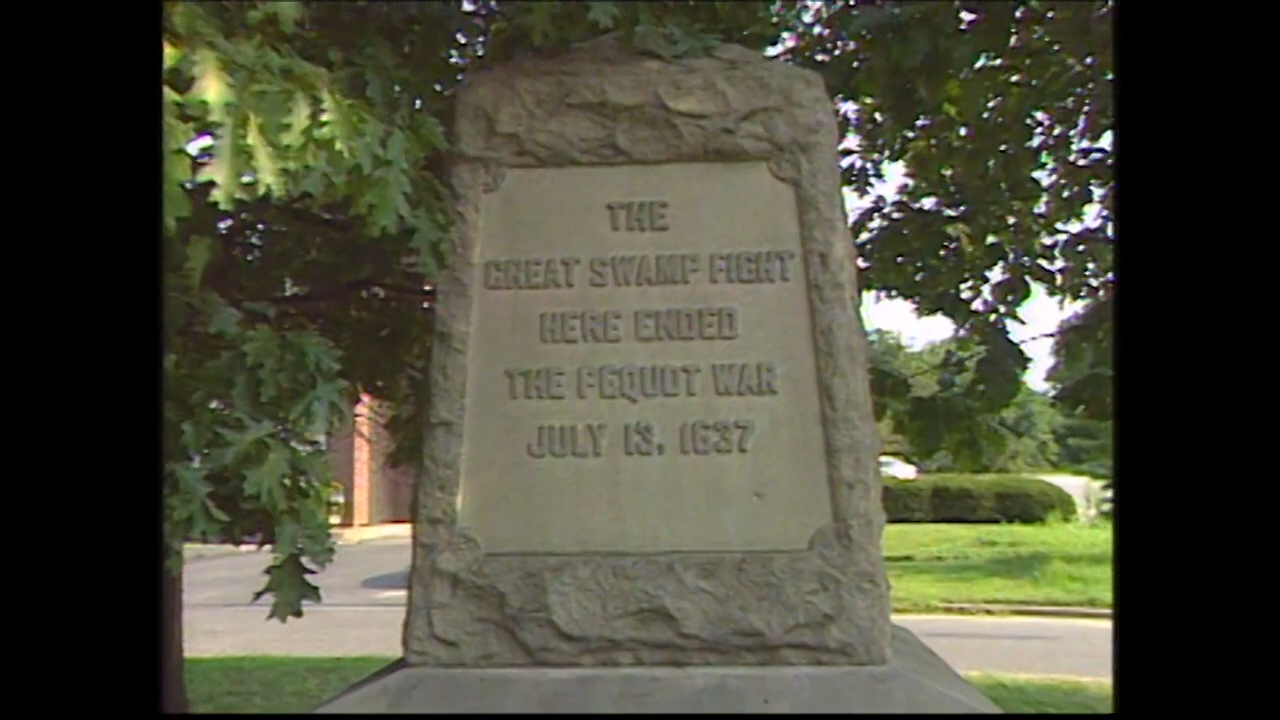 THE
GREAT SWAMP FIGHT
HERE ENDED
THE PEQUOT WAR
JULY 13, 1637